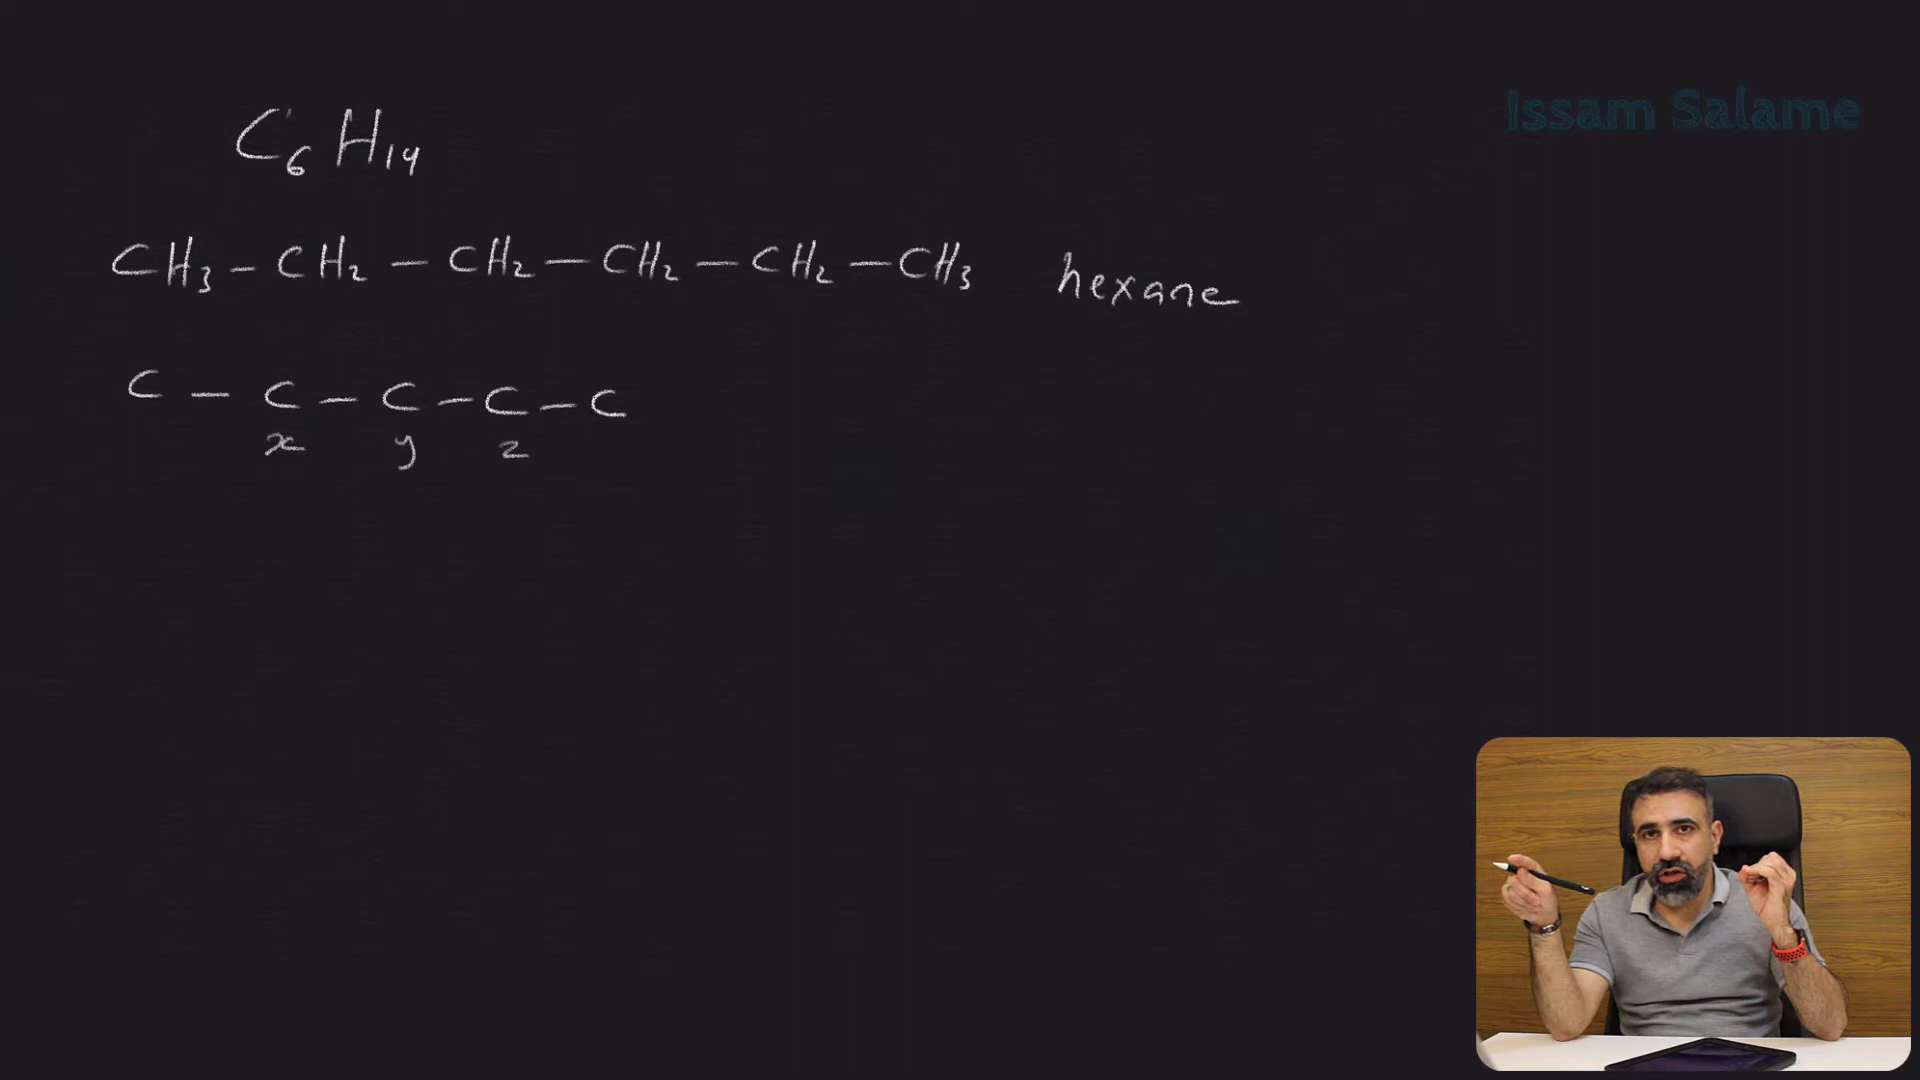 Issam Salame
C₆H₁₄
CH₃-CH₂-CH₂-CH₂-CH₂-CH₃ hexane
C-C-C-C-C
x y z